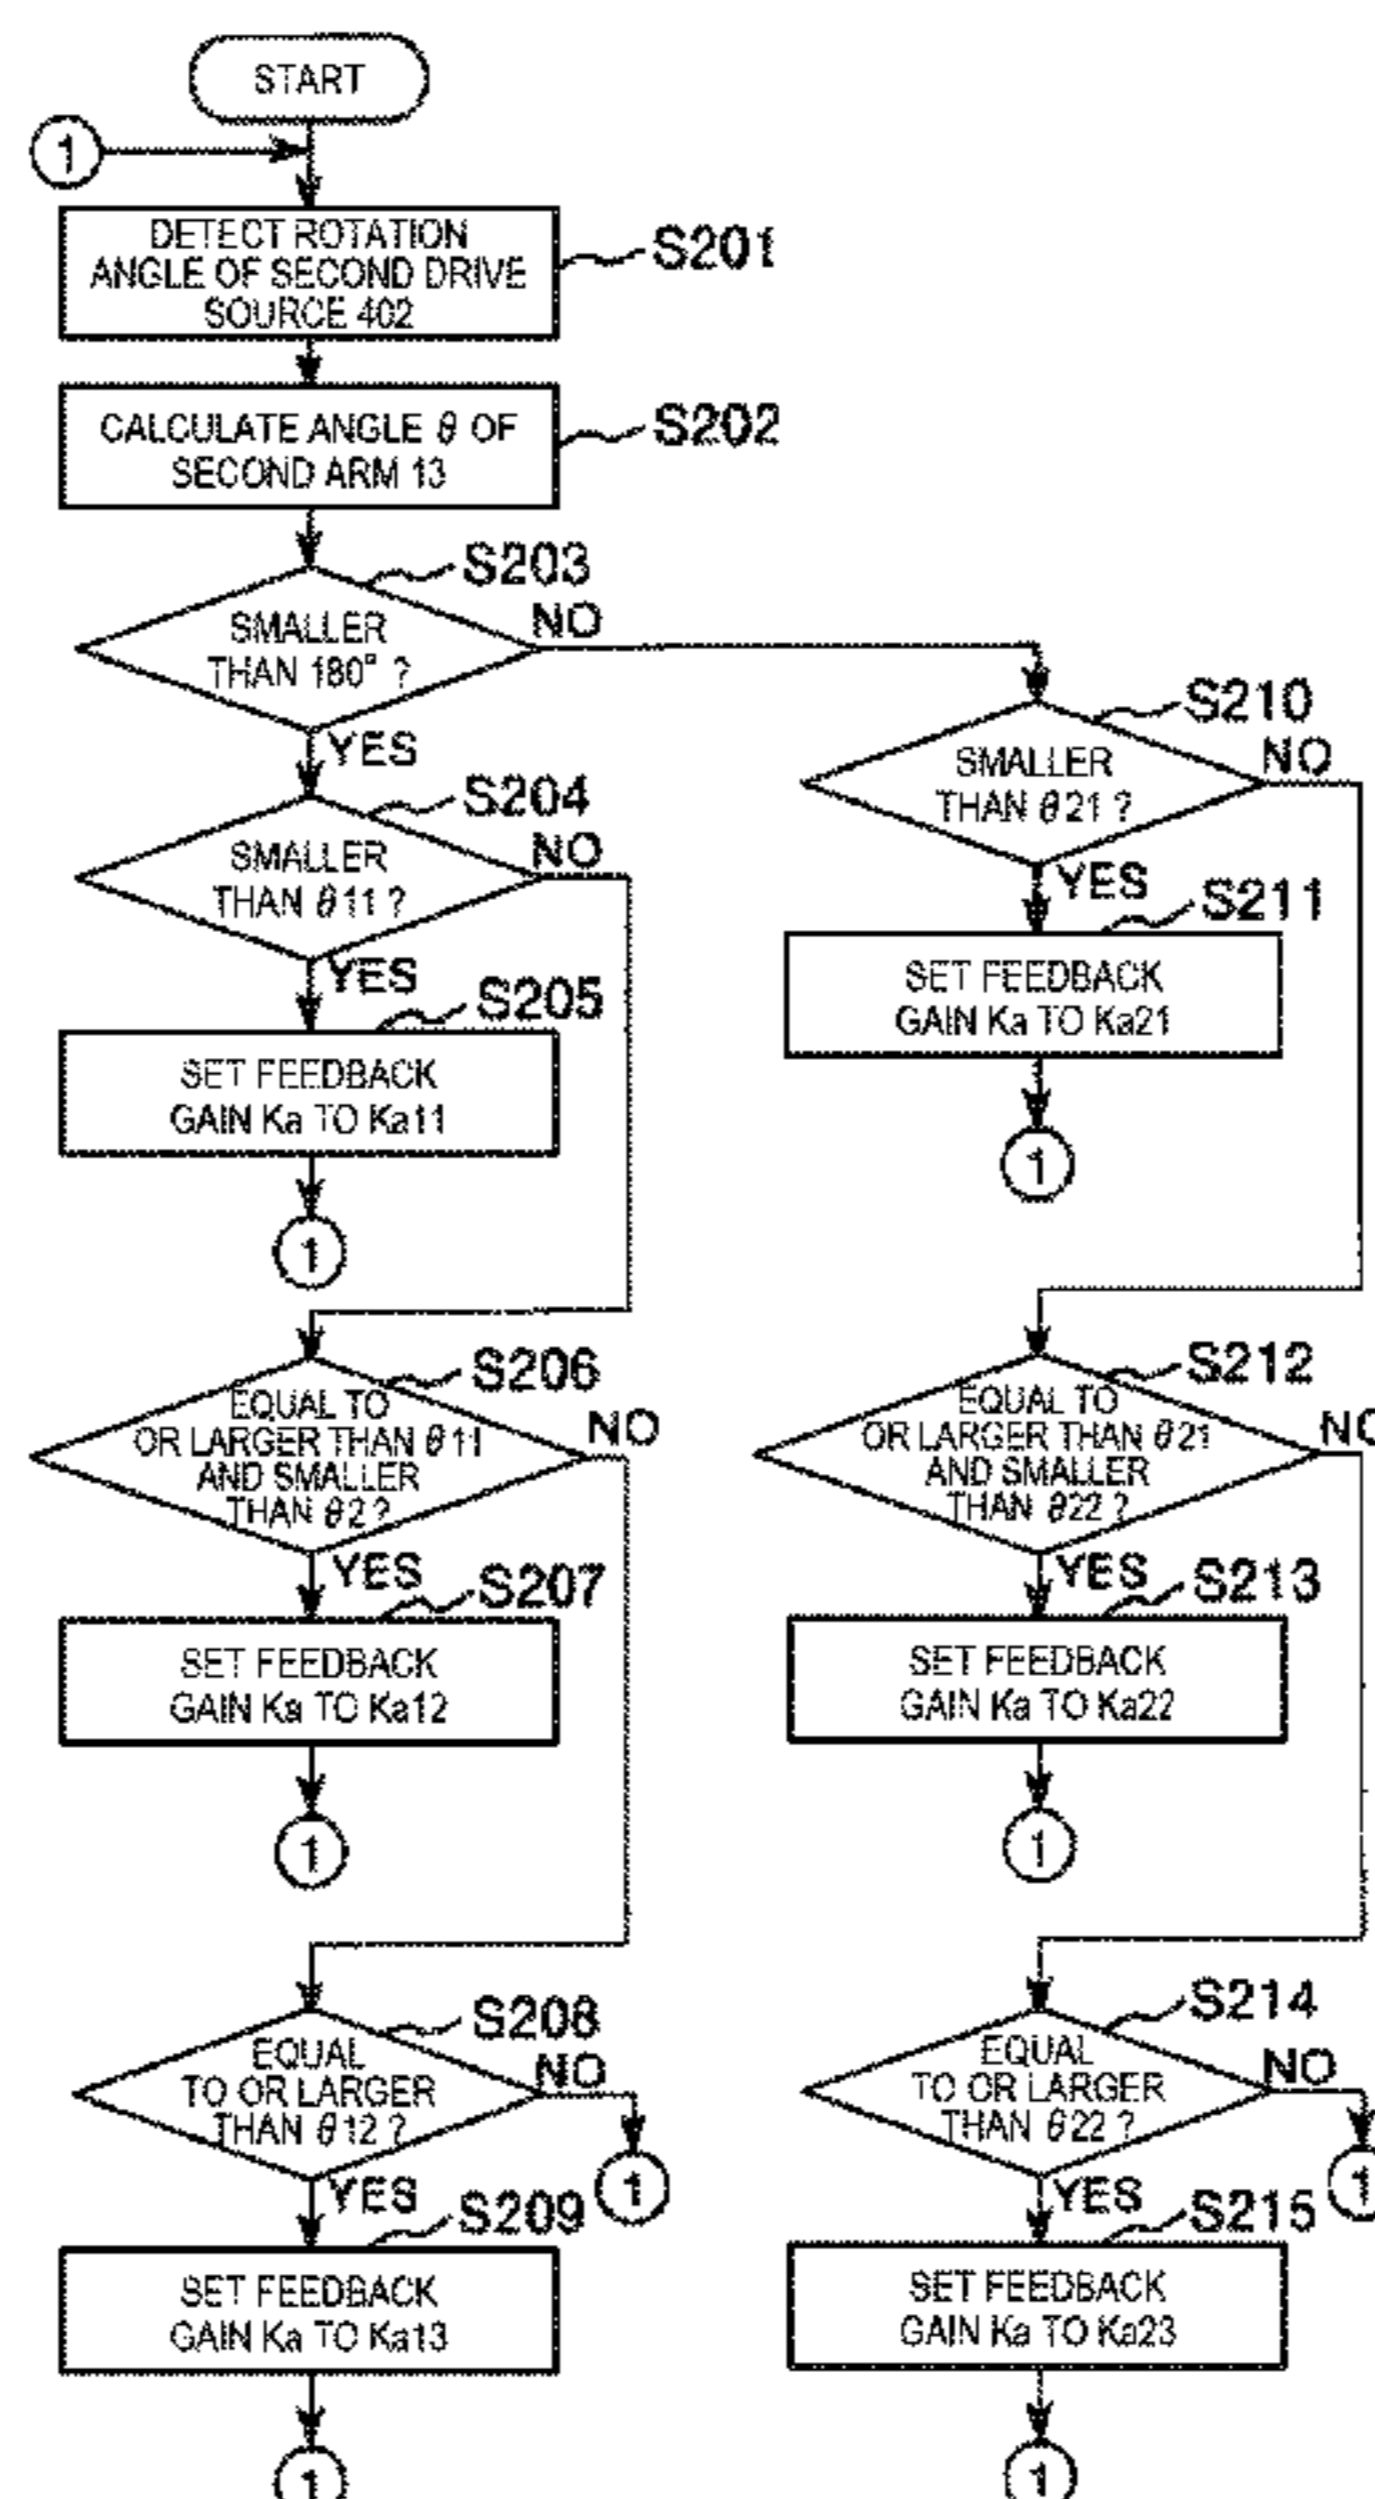 START
1
DETECT ROTATION
ANGLE OF SECOND DRIVE
SOURCE 402
S201
CALCULATE ANGLE θ OF
SECOND ARM 13
S202
S203
SMALLER
THAN 180° ?
NO
YES
S204
SMALLER
THAN θ11 ?
NO
YES
S205
SET FEEDBACK
GAIN Ka TO Ka11
1
S206
EQUAL TO
OR LARGER THAN θ11
AND SMALLER
THAN θ2 ?
NO
YES
S207
SET FEEDBACK
GAIN Ka TO Ka12
1
S208
EQUAL
TO OR LARGER
THAN θ12 ?
NO
1
YES
S209
SET FEEDBACK
GAIN Ka TO Ka13
1
S210
SMALLER
THAN θ21 ?
NO
YES
S211
SET FEEDBACK
GAIN Ka TO Ka21
1
S212
EQUAL TO
OR LARGER THAN θ21
AND SMALLER
THAN θ22 ?
NO
YES
S213
SET FEEDBACK
GAIN Ka TO Ka22
1
S214
EQUAL
TO OR LARGER
THAN θ22 ?
NO
1
YES
S215
SET FEEDBACK
GAIN Ka TO Ka23
1